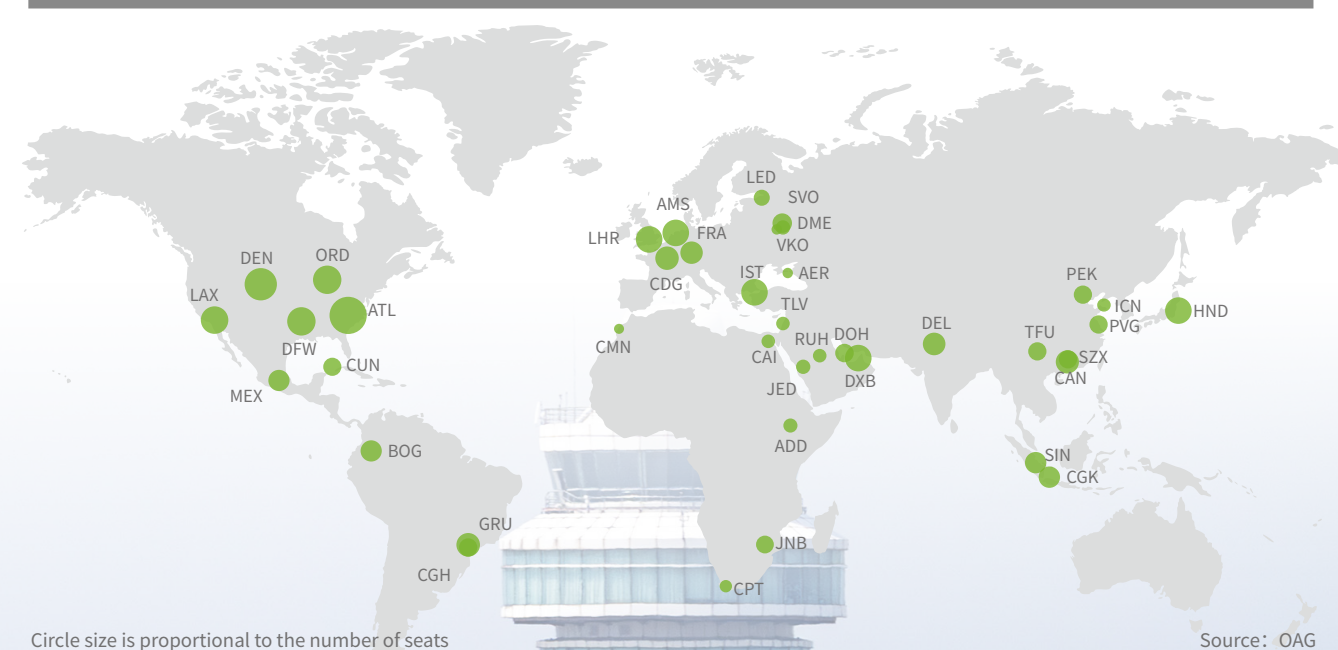 LED
SVO
AMS
DME
FRA
LHR
VKO
DEN
ORD
CDG
IST
AER
PEK
LAX
TLV
ICN
ATL
HND
PVG
DFW
CMN
CAI
RUH
DOH
DEL
TFU
SZX
CUN
CAN
MEX
JED
DXB
BOG
ADD
SIN
CGK
GRU
CGH
JNB
CPT
Circle size is proportional to the number of seats
Source：OAG